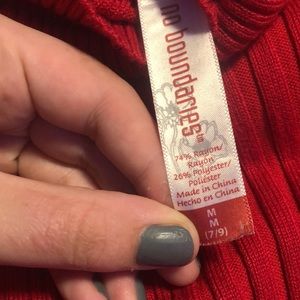 no boundaries
74% Rayon/
Rayón
26% Polyester/
Poliéster
Made in China
Hecho en China
M
M
(7/9)